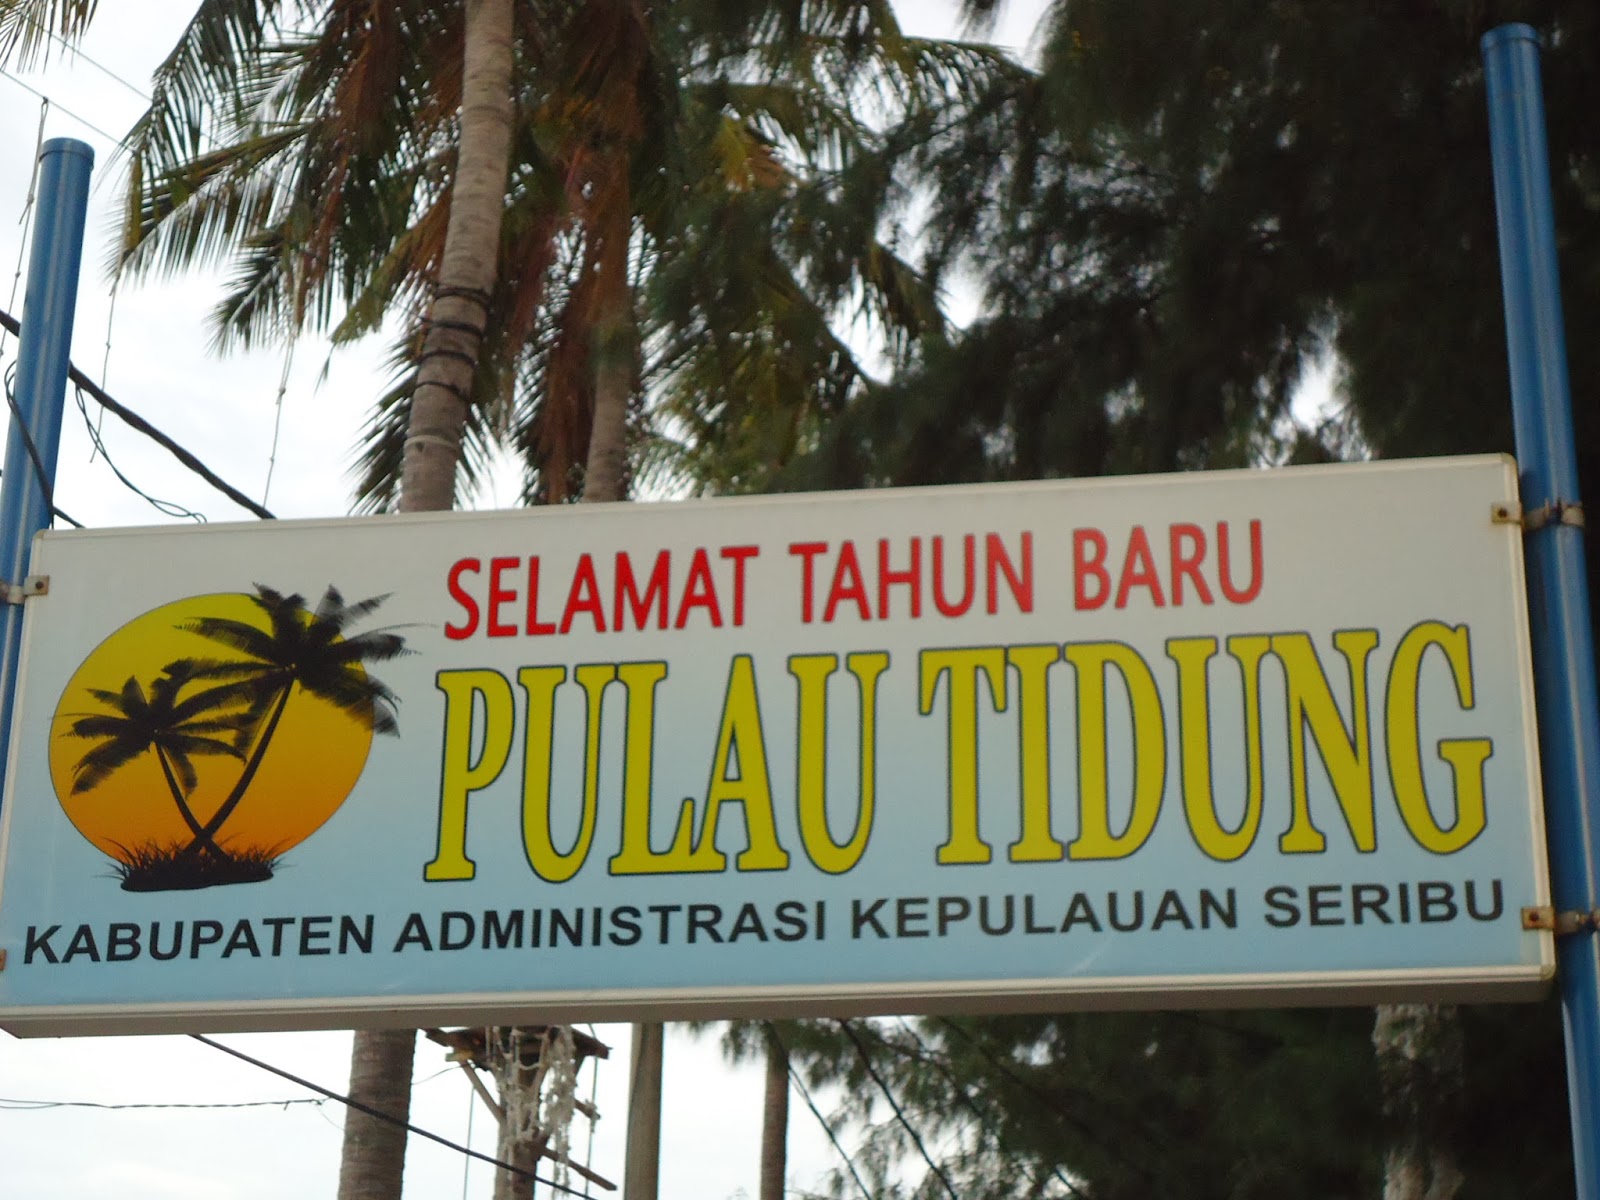 SELAMAT TAHUN BARU
PULAU TIDUNG
KABUPATEN ADMINISTRASI KEPULAUAN SERIBU